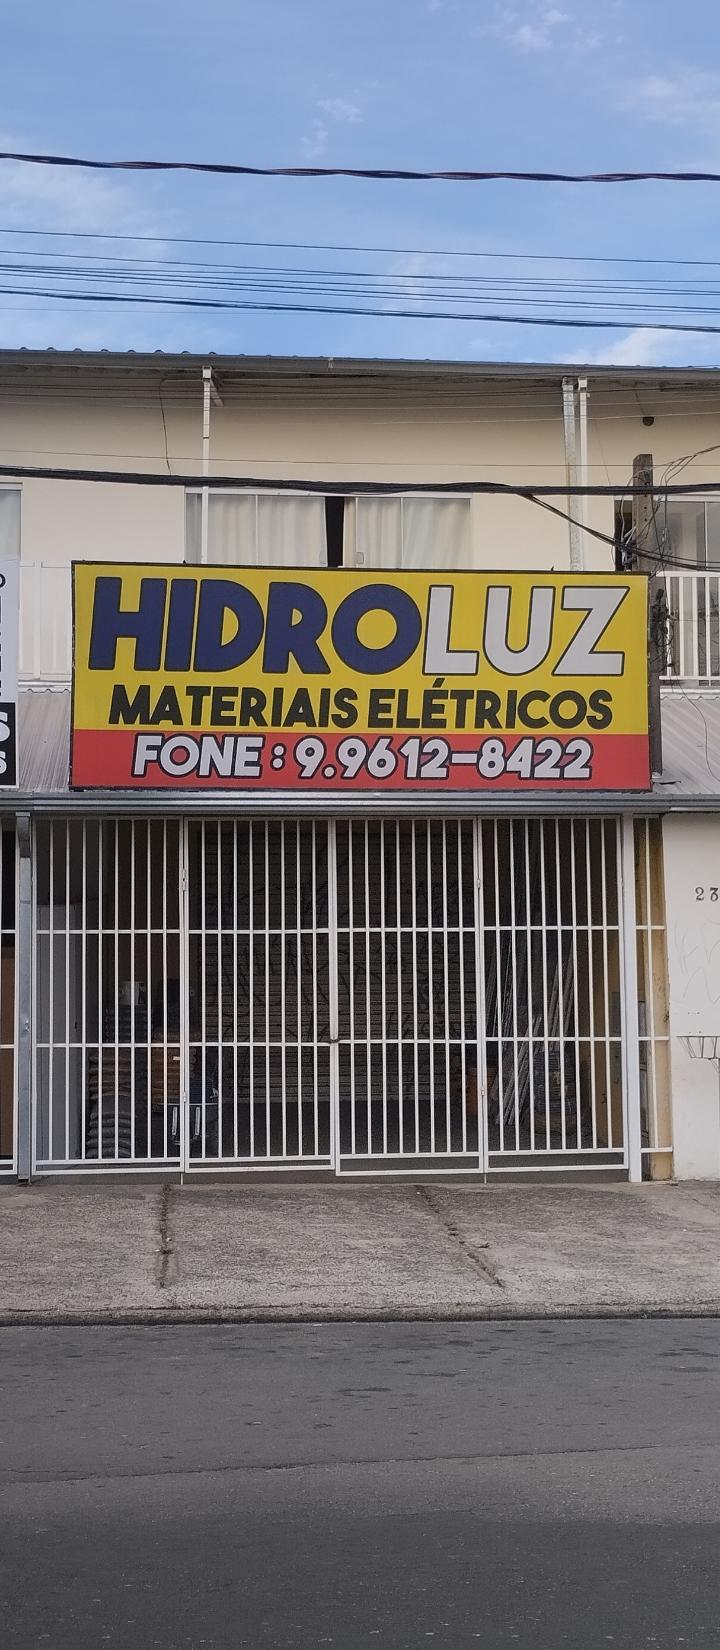 HIDROLUZ
MATERIAIS ELÉTRICOS
FONE: 9.9612-8422